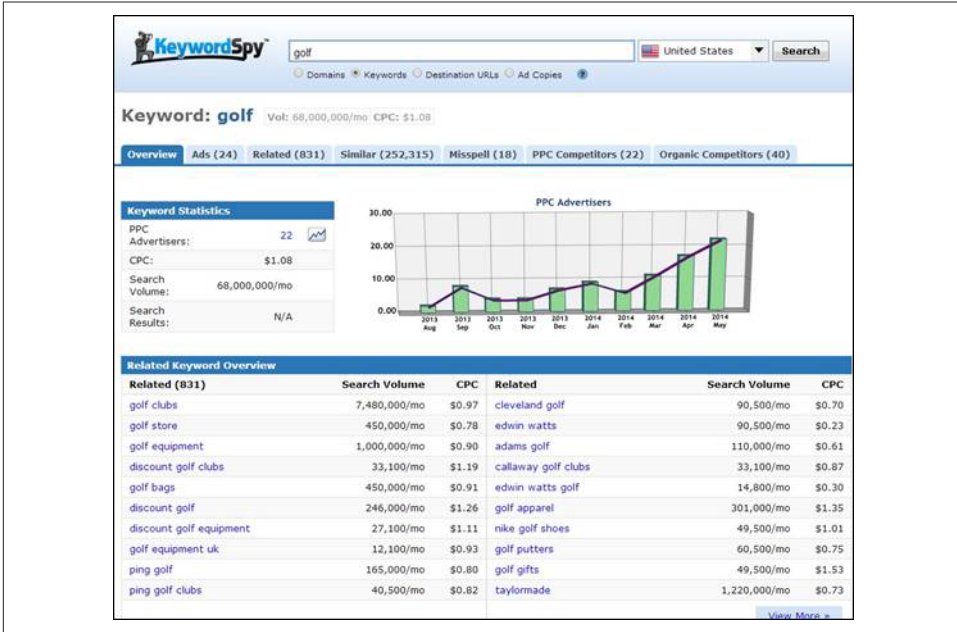 KeywordSpy™
golf
United States
Search
Domains Keywords Destination URLs Ad Copies ?
Keyword: golf Vol: 68,000,000/mo CPC: $1.08
Overview Ads (24) Related (831) Similar (252,315) Misspell (18) PPC Competitors (22) Organic Competitors (40)
Keyword Statistics
PPC Advertisers: 22
CPC: $1.08
Search Volume: 68,000,000/mo
Search Results: N/A
PPC Advertisers
30.00
20.00
10.00
0.00
2013 2013 2013 2013 2013 2014 2014 2014 2014 2014
Aug Sep Oct Nov Dec Jan Feb Mar Apr May
Related Keyword Overview
Related (831) Search Volume CPC Related Search Volume CPC
golf clubs 7,480,000/mo $0.97 cleveland golf 90,500/mo $0.70
golf store 450,000/mo $0.78 edwin watts 90,500/mo $0.23
golf equipment 1,000,000/mo $0.90 adams golf 110,000/mo $0.61
discount golf clubs 33,100/mo $1.19 callaway golf clubs 33,100/mo $0.87
golf bags 450,000/mo $0.91 edwin watts golf 14,800/mo $0.30
discount golf 246,000/mo $1.26 golf apparel 301,000/mo $1.35
discount golf equipment 27,100/mo $1.11 nike golf shoes 49,500/mo $1.01
golf equipment uk 12,100/mo $0.93 golf putters 60,500/mo $0.75
ping golf 165,000/mo $0.80 golf gifts 49,500/mo $1.53
ping golf clubs 40,500/mo $0.82 taylormade 1,220,000/mo $0.73
View More »